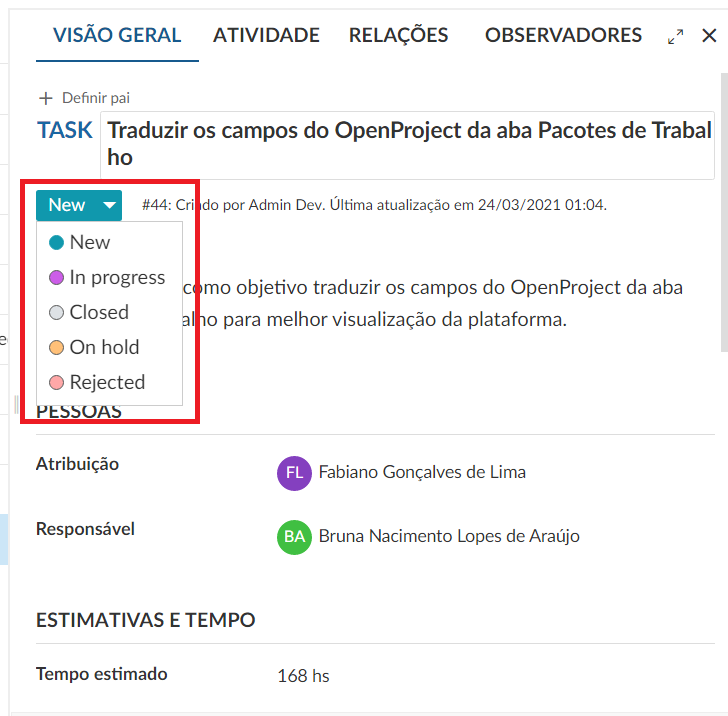 VISÃO GERAL ATIVIDADE RELAÇÕES OBSERVADORES
+ Definir pai
TASK Traduzir os campos do OpenProject da aba Pacotes de Trabal
ho
New #44: Criado por Admin Dev. Última atualização em 24/03/2021 01:04.
New
In progress
como objetivo traduzir os campos do OpenProject da aba
Closed
para melhor visualização da plataforma.
On hold
Rejected
PESSOAS
Atribuição FL Fabiano Gonçalves de Lima
Responsável BA Bruna Nacimento Lopes de Araújo
ESTIMATIVAS E TEMPO
Tempo estimado 168 hs